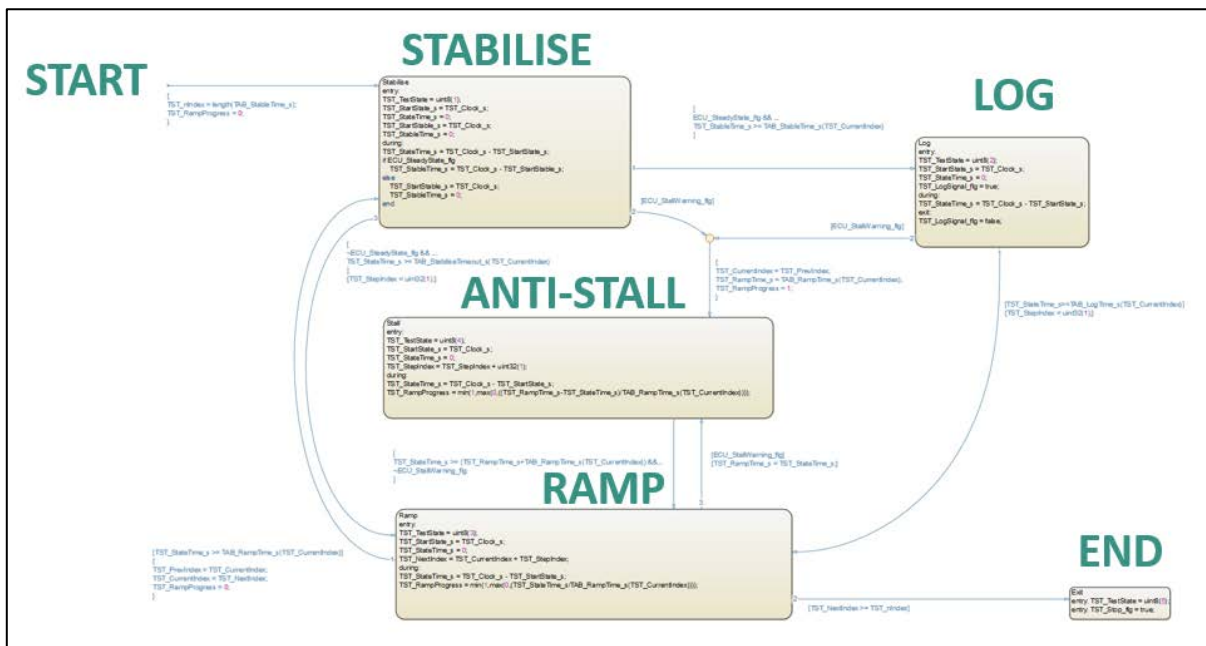 START
{
TST_nIndex = length(TAB_StableTime_s);
TST_RampProgress = 0;
}
STABILISE
Stabilise
entry:
TST_TestState = uint8(1);
TST_StartState_s = TST_Clock_s;
TST_StateTime_s = 0;
TST_StartStable_s = TST_Clock_s;
TST_StableTime_s = 0;
during:
TST_StateTime_s = TST_Clock_s - TST_StartState_s;
if ECU_SteadyState_flg
TST_StableTime_s = TST_Clock_s - TST_StartStable_s;
else
TST_StartStable_s = TST_Clock_s;
TST_StableTime_s = 0;
end
1
2
3
[
ECU_SteadyState_flg && ...
TST_StableTime_s >= TAB_StableTime_s(TST_CurrentIndex)
]
LOG
Log
entry:
TST_TestState = uint8(2);
TST_StartState_s = TST_Clock_s;
TST_StateTime_s = 0;
TST_LogSignal_flg = true;
during:
TST_StateTime_s = TST_Clock_s - TST_StartState_s;
exit:
TST_LogSignal_flg = false;
2
[ECU_StallWarning_flg]
[ECU_StallWarning_flg]
[
~ECU_SteadyState_flg && ...
TST_StateTime_s >= TAB_StabiliseTimeout_s(TST_CurrentIndex)
]
{TST_StepIndex = uint32(1);}
{
TST_CurrentIndex = TST_PrevIndex;
TST_RampTime_s = TAB_RampTime_s(TST_CurrentIndex);
TST_RampProgress = 1;
}
ANTI-STALL
Stall
entry:
TST_TestState = uint8(4);
TST_StartState_s = TST_Clock_s;
TST_StateTime_s = 0;
TST_StepIndex = TST_StepIndex + uint32(1);
during:
TST_StateTime_s = TST_Clock_s - TST_StartState_s;
TST_RampProgress = min(1,max(0,((TST_RampTime_s-TST_StateTime_s)/TAB_RampTime_s(TST_CurrentIndex))));
[TST_StateTime_s>=TAB_LogTime_s(TST_CurrentIndex)]
{TST_StepIndex = uint32(1);}
[
~ECU_StallWarning_flg
]
[ECU_StallWarning_flg]
{TST_RampTime_s = TST_StateTime_s;}
3
RAMP
Ramp
entry:
TST_TestState = uint8(3);
TST_StartState_s = TST_Clock_s;
TST_StateTime_s = 0;
TST_NextIndex = TST_CurrentIndex + TST_StepIndex;
during:
TST_StateTime_s = TST_Clock_s - TST_StartState_s;
TST_RampProgress = min(1,max(0,(TST_StateTime_s/TAB_RampTime_s(TST_CurrentIndex))));
1
2
[TST_StateTime_s >= TAB_RampTime_s(TST_CurrentIndex)]
{
TST_PrevIndex = TST_CurrentIndex;
TST_CurrentIndex = TST_NextIndex;
TST_RampProgress = 0;
}
[TST_NextIndex >= TST_nIndex]
END
Exit
entry: TST_TestState = uint8(5);
entry: TST_Stop_flg = true;